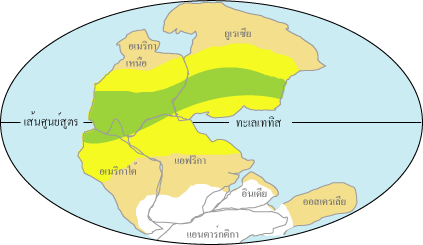 ยูเรเซีย
อเมริกา
เหนือ
เส้นศูนย์สูตร
ทะเลเททิส
แอฟริกา
อเมริกาใต้
อินเดีย
ออสเตรเลีย
แอนตาร์กติกา